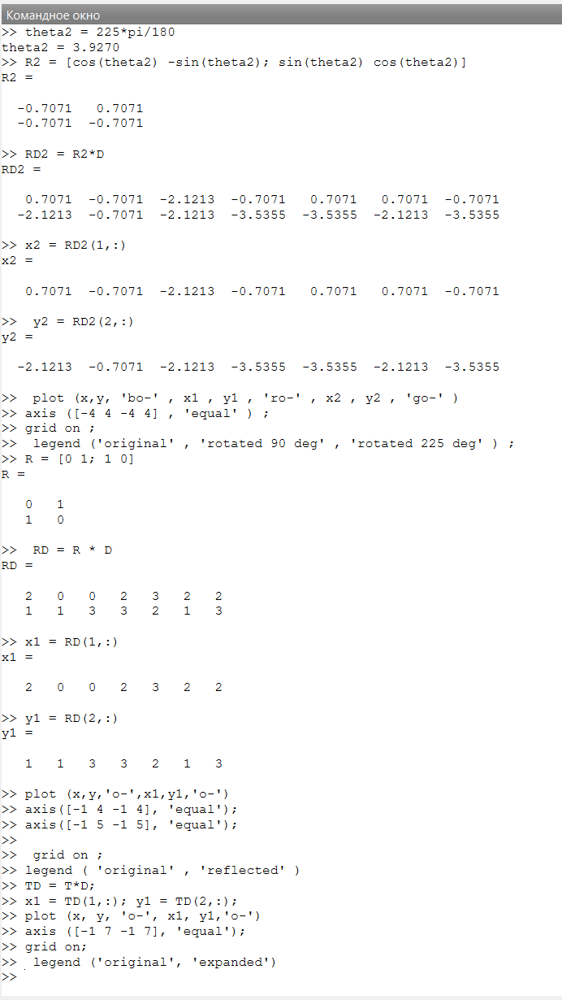 Командное окно
>> theta2 = 225*pi/180
theta2 = 3.9270
>> R2 = [cos(theta2) -sin(theta2); sin(theta2) cos(theta2)]
R2 =
-0.7071 0.7071
-0.7071 -0.7071
>> RD2 = R2*D
RD2 =
0.7071 -0.7071 -2.1213 -0.7071 0.7071 0.7071 -0.7071
-2.1213 -0.7071 -2.1213 -3.5355 -3.5355 -2.1213 -3.5355
>> x2 = RD2(1,:)
x2 =
0.7071 -0.7071 -2.1213 -0.7071 0.7071 0.7071 -0.7071
>>  y2 = RD2(2,:)
y2 =
-2.1213 -0.7071 -2.1213 -3.5355 -3.5355 -2.1213 -3.5355
>>  plot (x,y, 'bo-' , x1 , y1 , 'ro-' , x2 , y2 , 'go-' )
>> axis ([-4 4 -4 4] , 'equal' ) ;
>> grid on ;
>>  legend ('original' , 'rotated 90 deg' , 'rotated 225 deg' ) ;
>> R = [0 1; 1 0]
R =
0 1
1 0
>>  RD = R * D
RD =
2 0 0 2 3 2 2
1 1 3 3 2 1 3
>> x1 = RD(1,:)
x1 =
2 0 0 2 3 2 2
>> y1 = RD(2,:)
y1 =
1 1 3 3 2 1 3
>> plot (x,y,'o-',x1,y1,'o-')
>> axis([-1 4 -1 4], 'equal');
>> axis([-1 5 -1 5], 'equal');
>>
>>  grid on ;
>> legend ( 'original' , 'reflected' )
>> TD = T*D;
>> x1 = TD(1,:); y1 = TD(2,:);
>> plot (x, y, 'o-', x1, y1,'o-')
>> axis ([-1 7 -1 7], 'equal');
>> grid on;
>>  legend ('original', 'expanded')
>>